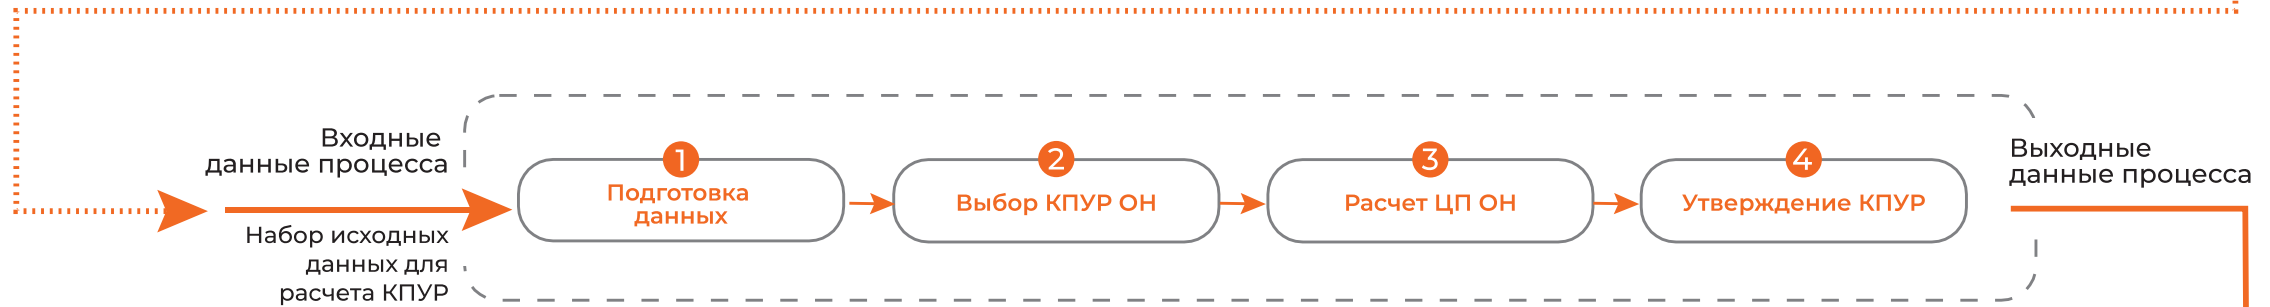 Входные
данные процесса
Набор исходных
данных для
расчета КПУР
1
Подготовка
данных
2
Выбор КПУР ОН
3
Расчет ЦП ОН
4
Утверждение КПУР
Выходные
данные процесса